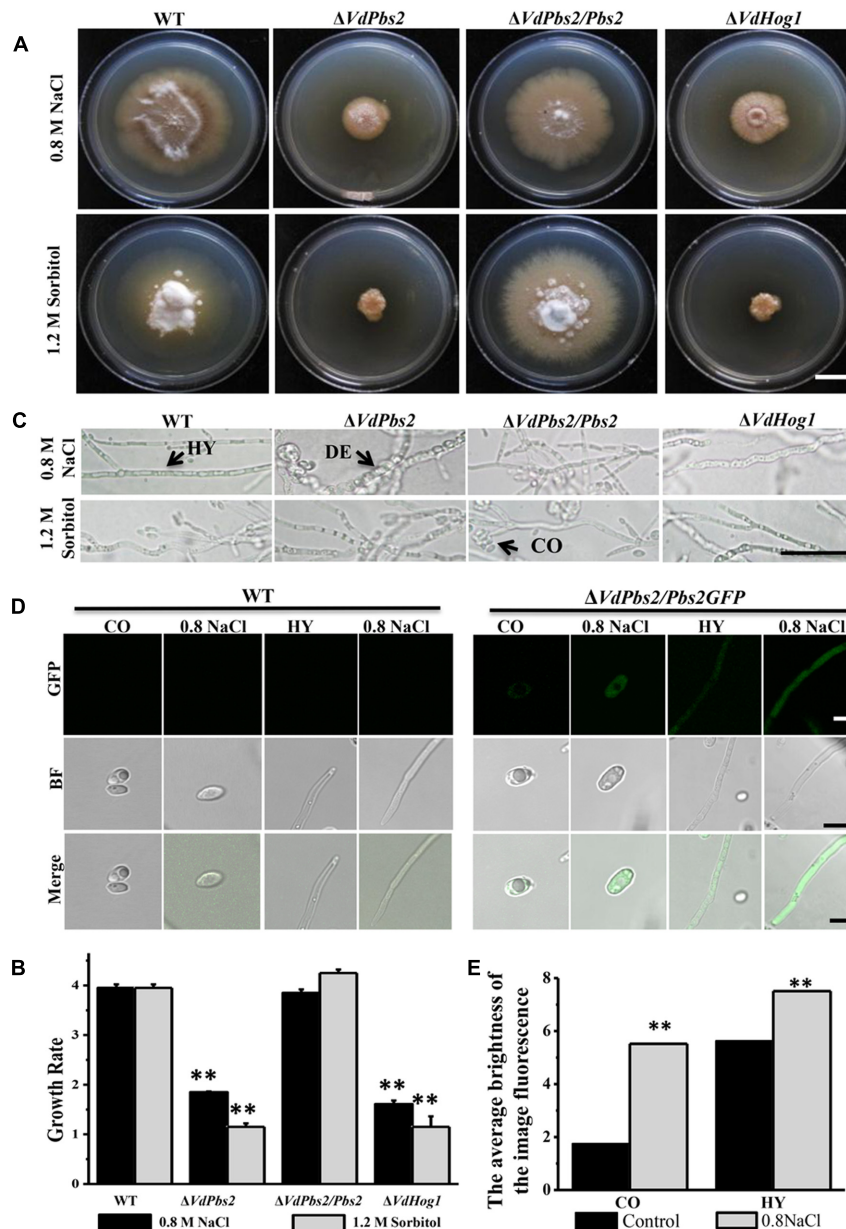 WT ΔVdPbs2 ΔVdPbs2/Pbs2 ΔVdHog1
A
0.8 M NaCl
1.2 M Sorbitol
C
WT ΔVdPbs2 ΔVdPbs2/Pbs2 ΔVdHog1
0.8 M
NaCl
HY
DE
1.2 M
Sorbitol
CO
D
WT ΔVdPbs2/Pbs2GFP
CO 0.8 NaCl HY 0.8 NaCl CO 0.8 NaCl HY 0.8 NaCl
GFP
BF
Merge
B
Growth Rate
4
3
2
1
0
** ** ** **
WT ΔVdPbs2 ΔVdPbs2/Pbs2 ΔVdHog1
0.8 M NaCl 1.2 M Sorbitol
E
The average brightness of
the image fluorescence
8
6
4
2
0
** **
CO HY
Control 0.8NaCl